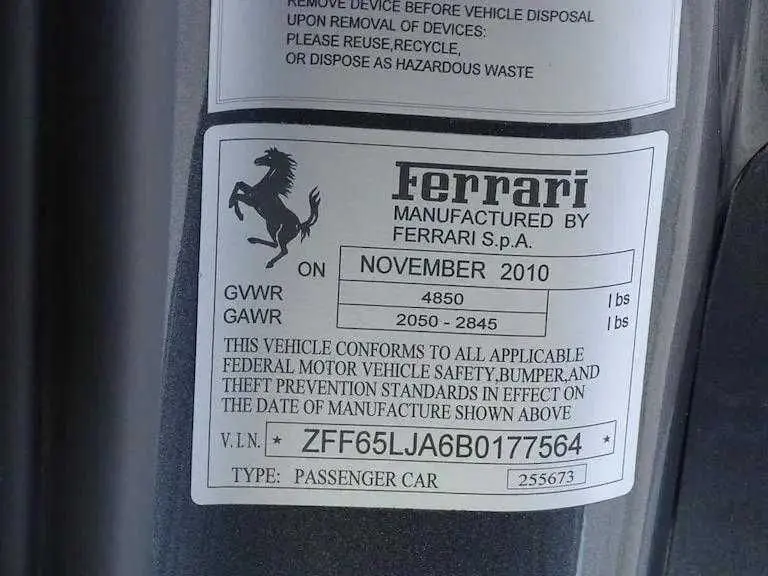 REMOVE DEVICE BEFORE VEHICLE DISPOSAL
UPON REMOVAL OF DEVICES:
PLEASE REUSE,RECYCLE,
OR DISPOSE AS HAZARDOUS WASTE
Ferrari
MANUFACTURED BY
FERRARI S.p.A.
ON NOVEMBER 2010
GVWR 4850 lbs
GAWR 2050 - 2845 lbs
THIS VEHICLE CONFORMS TO ALL APPLICABLE
FEDERAL MOTOR VEHICLE SAFETY,BUMPER,AND
THEFT PREVENTION STANDARDS IN EFFECT ON
THE DATE OF MANUFACTURE SHOWN ABOVE
V.I.N. * ZFF65LJA6B0177564 *
TYPE: PASSENGER CAR 255673